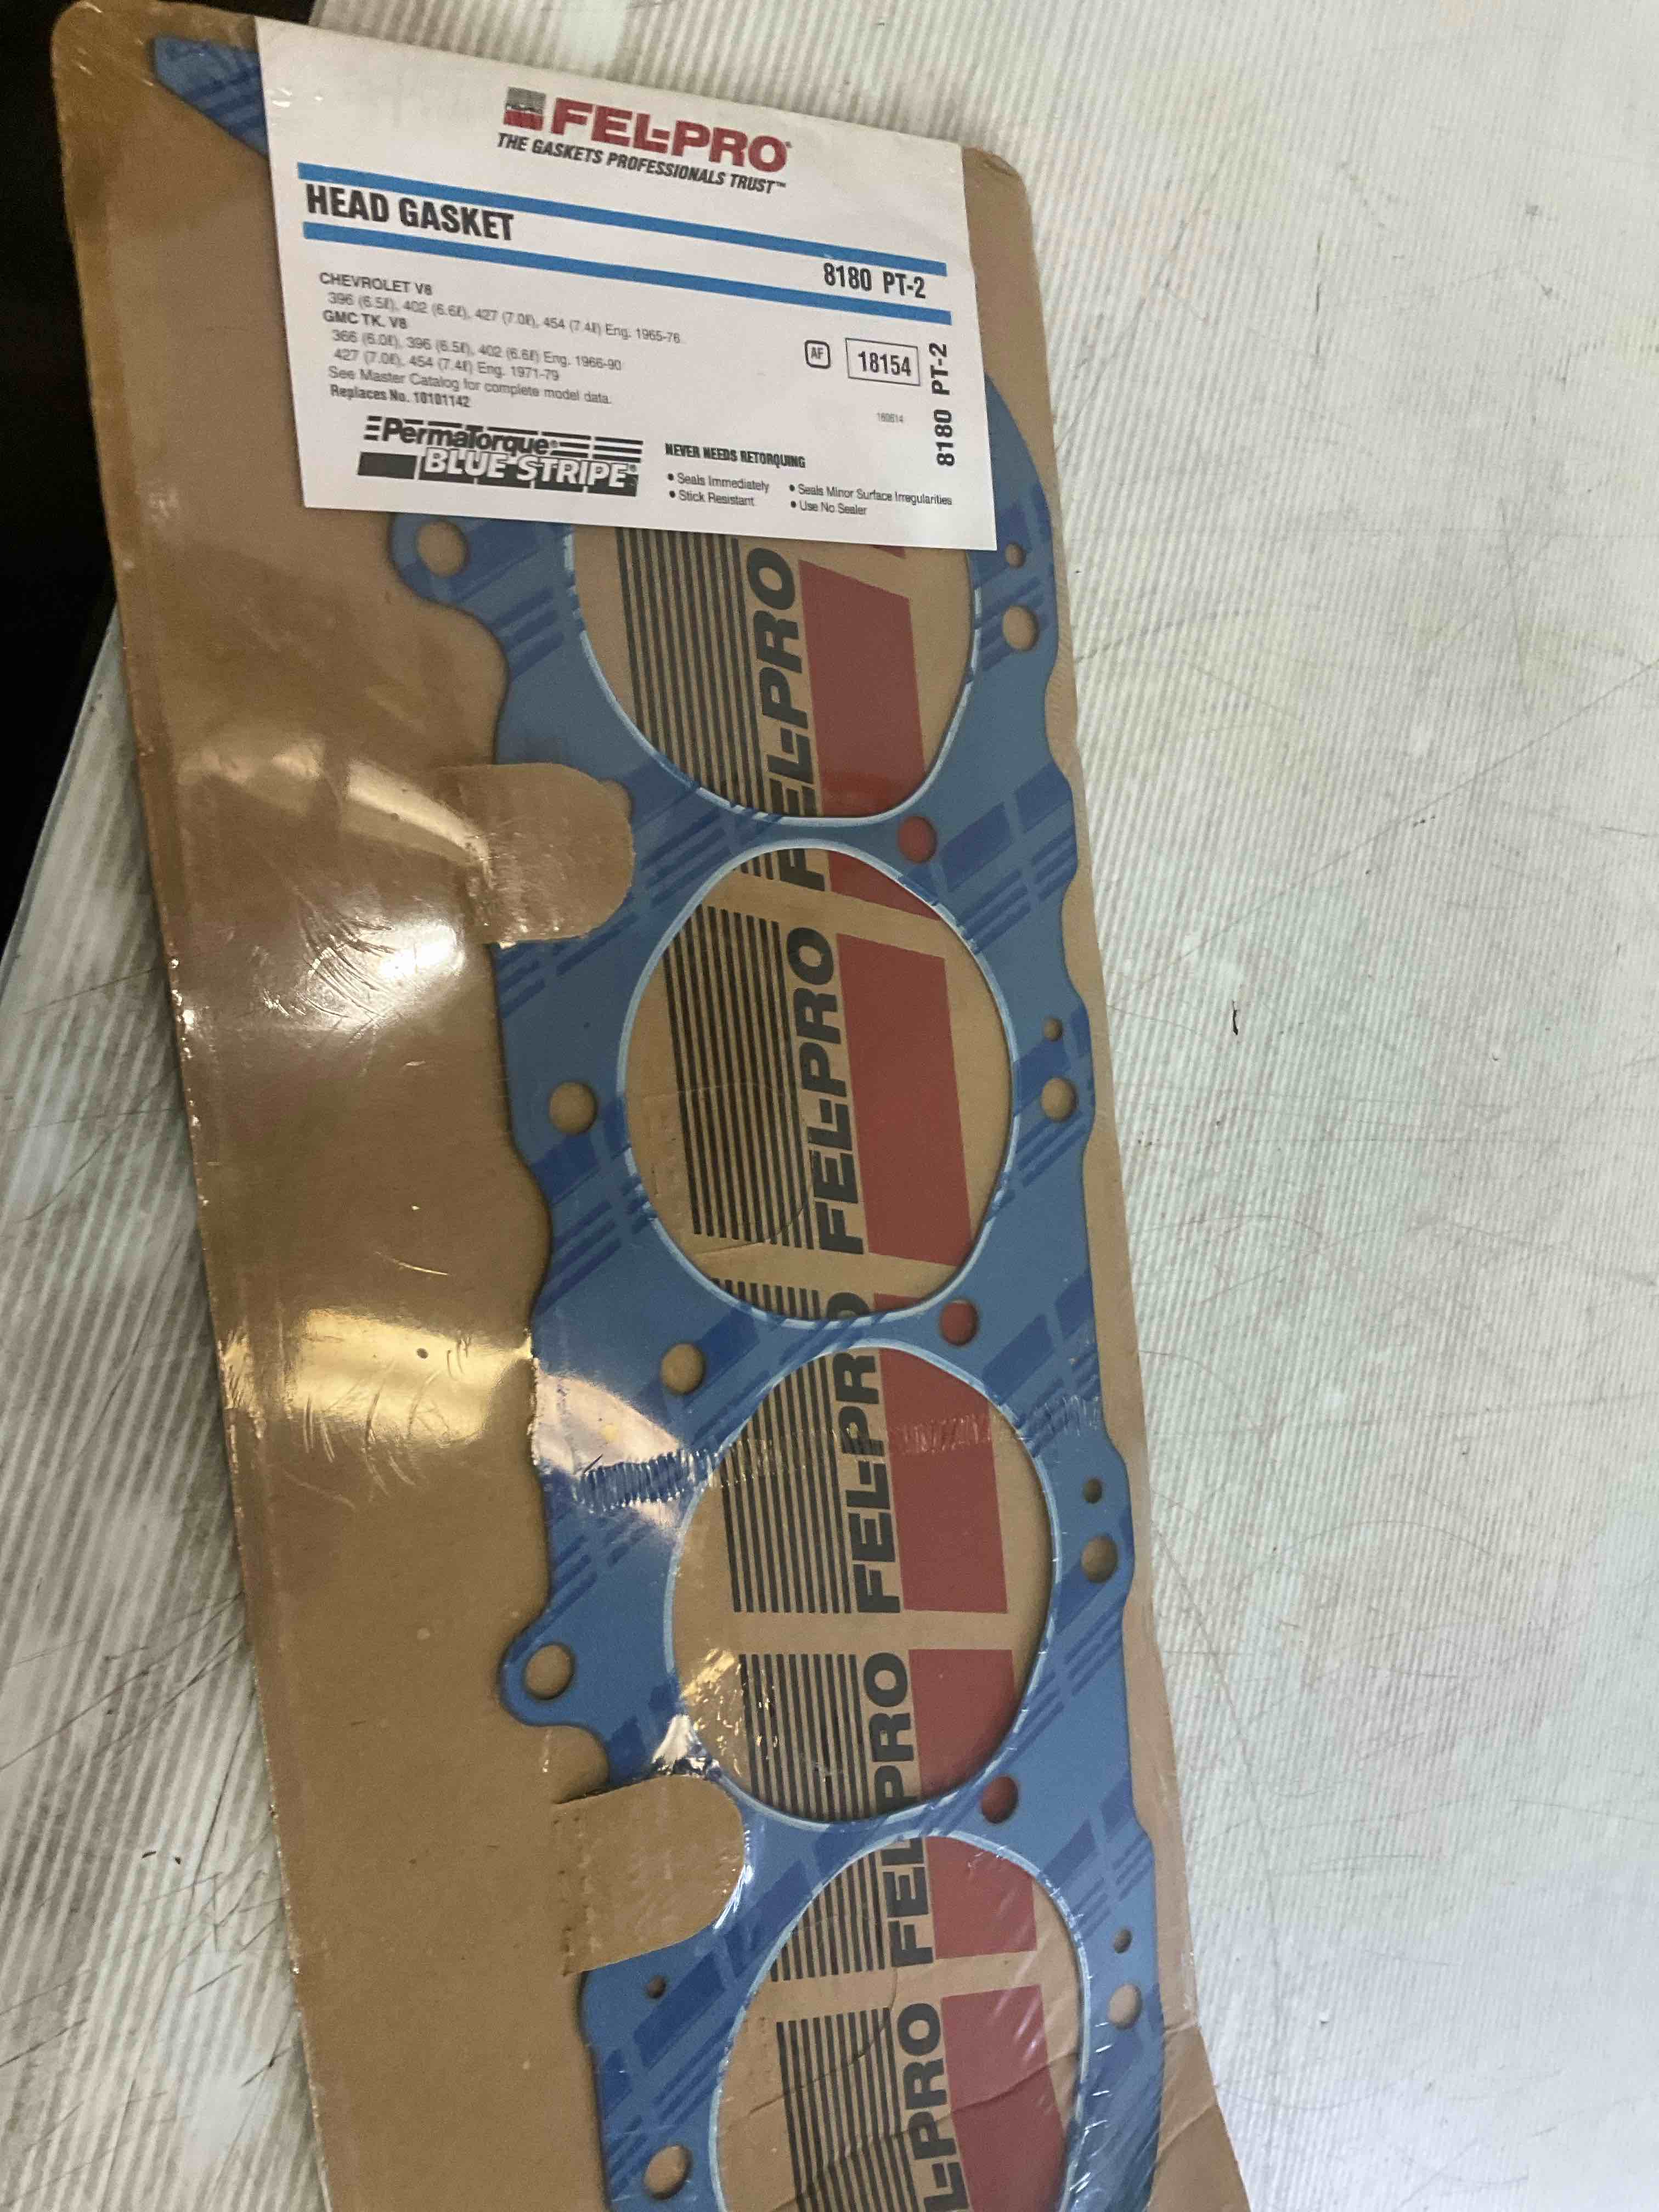 FEL-PRO®
THE GASKETS PROFESSIONALS TRUST™
HEAD GASKET
8180 PT-2
CHEVROLET V8
396 (6.5ℓ), 402 (6.6ℓ), 427 (7.0ℓ), 454 (7.4ℓ) Eng. 1965-76
GMC TK. V8
366 (6.0ℓ), 396 (6.5ℓ), 402 (6.6ℓ) Eng. 1966-90
427 (7.0ℓ), 454 (7.4ℓ) Eng. 1971-79
See Master Catalog for complete model data.
Replaces No. 10101142
AF
18154
8180 PT-2
160614
PermaTorque®
BLUE STRIPE®
NEVER NEEDS RETORQUING
• Seals Immediately
• Stick Resistant
• Seals Minor Surface Irregularities
• Use No Sealer
FEL-PRO
FEL-PRO
FEL-PRO
FEL-PRO
L-PRO